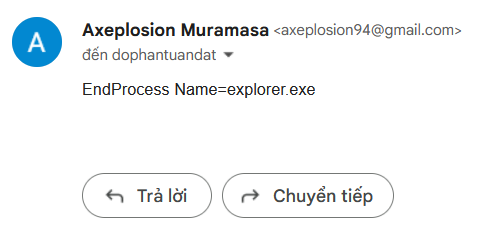 A
Axeplosion Muramasa <axeplosion94@gmail.com>
đến dophantuandat
EndProcess Name=explorer.exe
Trả lời
Chuyển tiếp